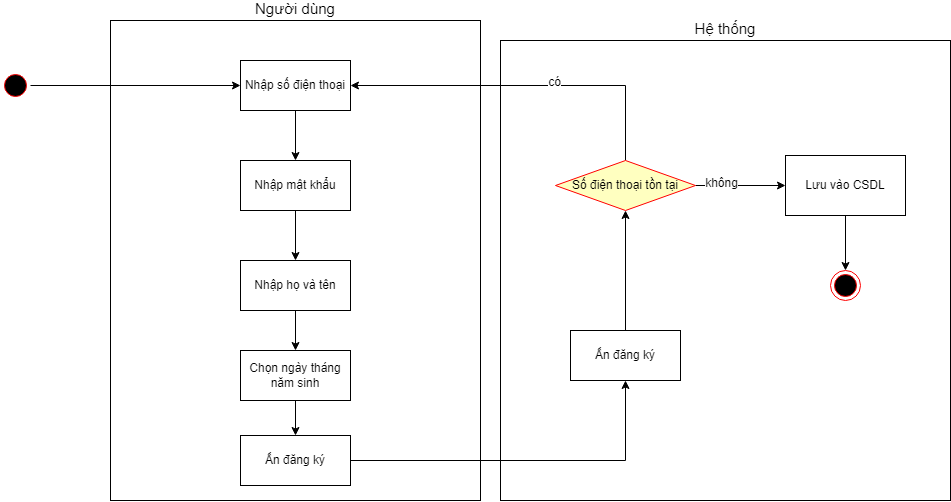 Người dùng
Nhập số điện thoại
Nhập mật khẩu
Nhập họ và tên
Chọn ngày tháng
năm sinh
Ấn đăng ký
Hệ thống
có
Số điện thoại tồn tại
không
Lưu vào CSDL
Ấn đăng ký